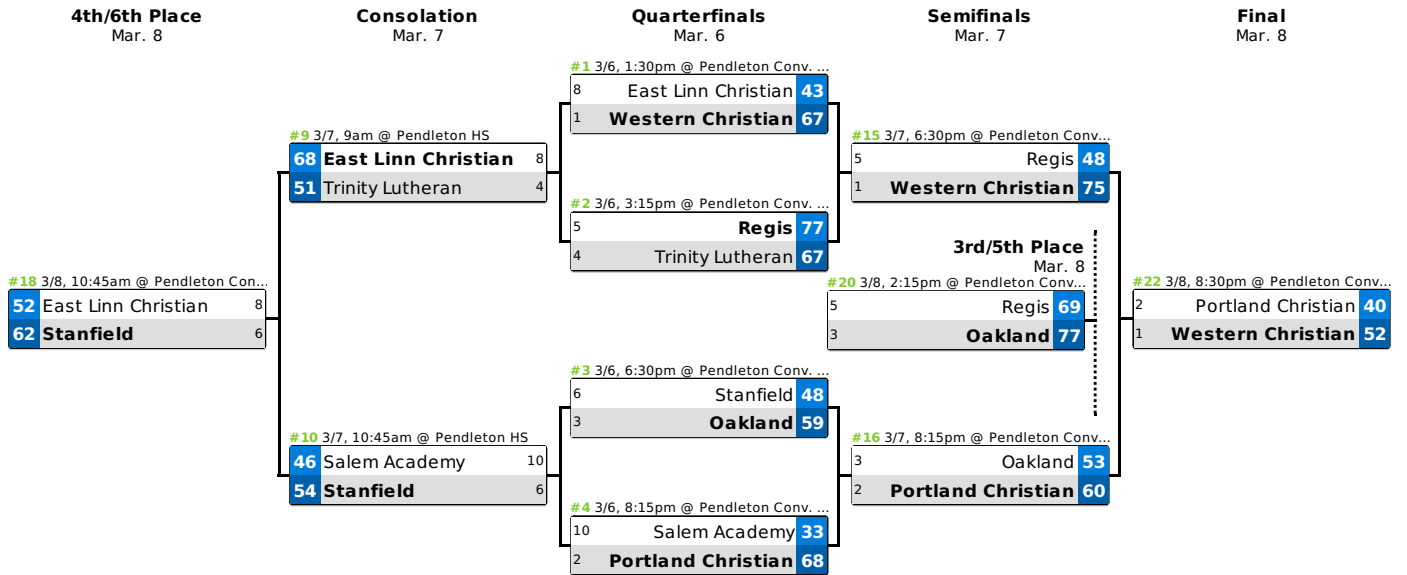 4th/6th Place
Mar. 8
Consolation
Mar. 7
Quarterfinals
Mar. 6
Semifinals
Mar. 7
Final
Mar. 8
#18 3/8, 10:45am @ Pendleton Con...
52 East Linn Christian 8
62 Stanfield 6
#9 3/7, 9am @ Pendleton HS
68 East Linn Christian 8
51 Trinity Lutheran 4
#10 3/7, 10:45am @ Pendleton HS
46 Salem Academy 10
54 Stanfield 6
#1 3/6, 1:30pm @ Pendleton Conv. ...
8 East Linn Christian 43
1 Western Christian 67
#2 3/6, 3:15pm @ Pendleton Conv. ...
5 Regis 77
4 Trinity Lutheran 67
#3 3/6, 6:30pm @ Pendleton Conv. ...
6 Stanfield 48
3 Oakland 59
#4 3/6, 8:15pm @ Pendleton Conv. ...
10 Salem Academy 33
2 Portland Christian 68
#15 3/7, 6:30pm @ Pendleton Conv...
5 Regis 48
1 Western Christian 75
3rd/5th Place
Mar. 8
#20 3/8, 2:15pm @ Pendleton Conv...
5 Regis 69
3 Oakland 77
#16 3/7, 8:15pm @ Pendleton Conv...
3 Oakland 53
2 Portland Christian 60
#22 3/8, 8:30pm @ Pendleton Conv...
2 Portland Christian 40
1 Western Christian 52